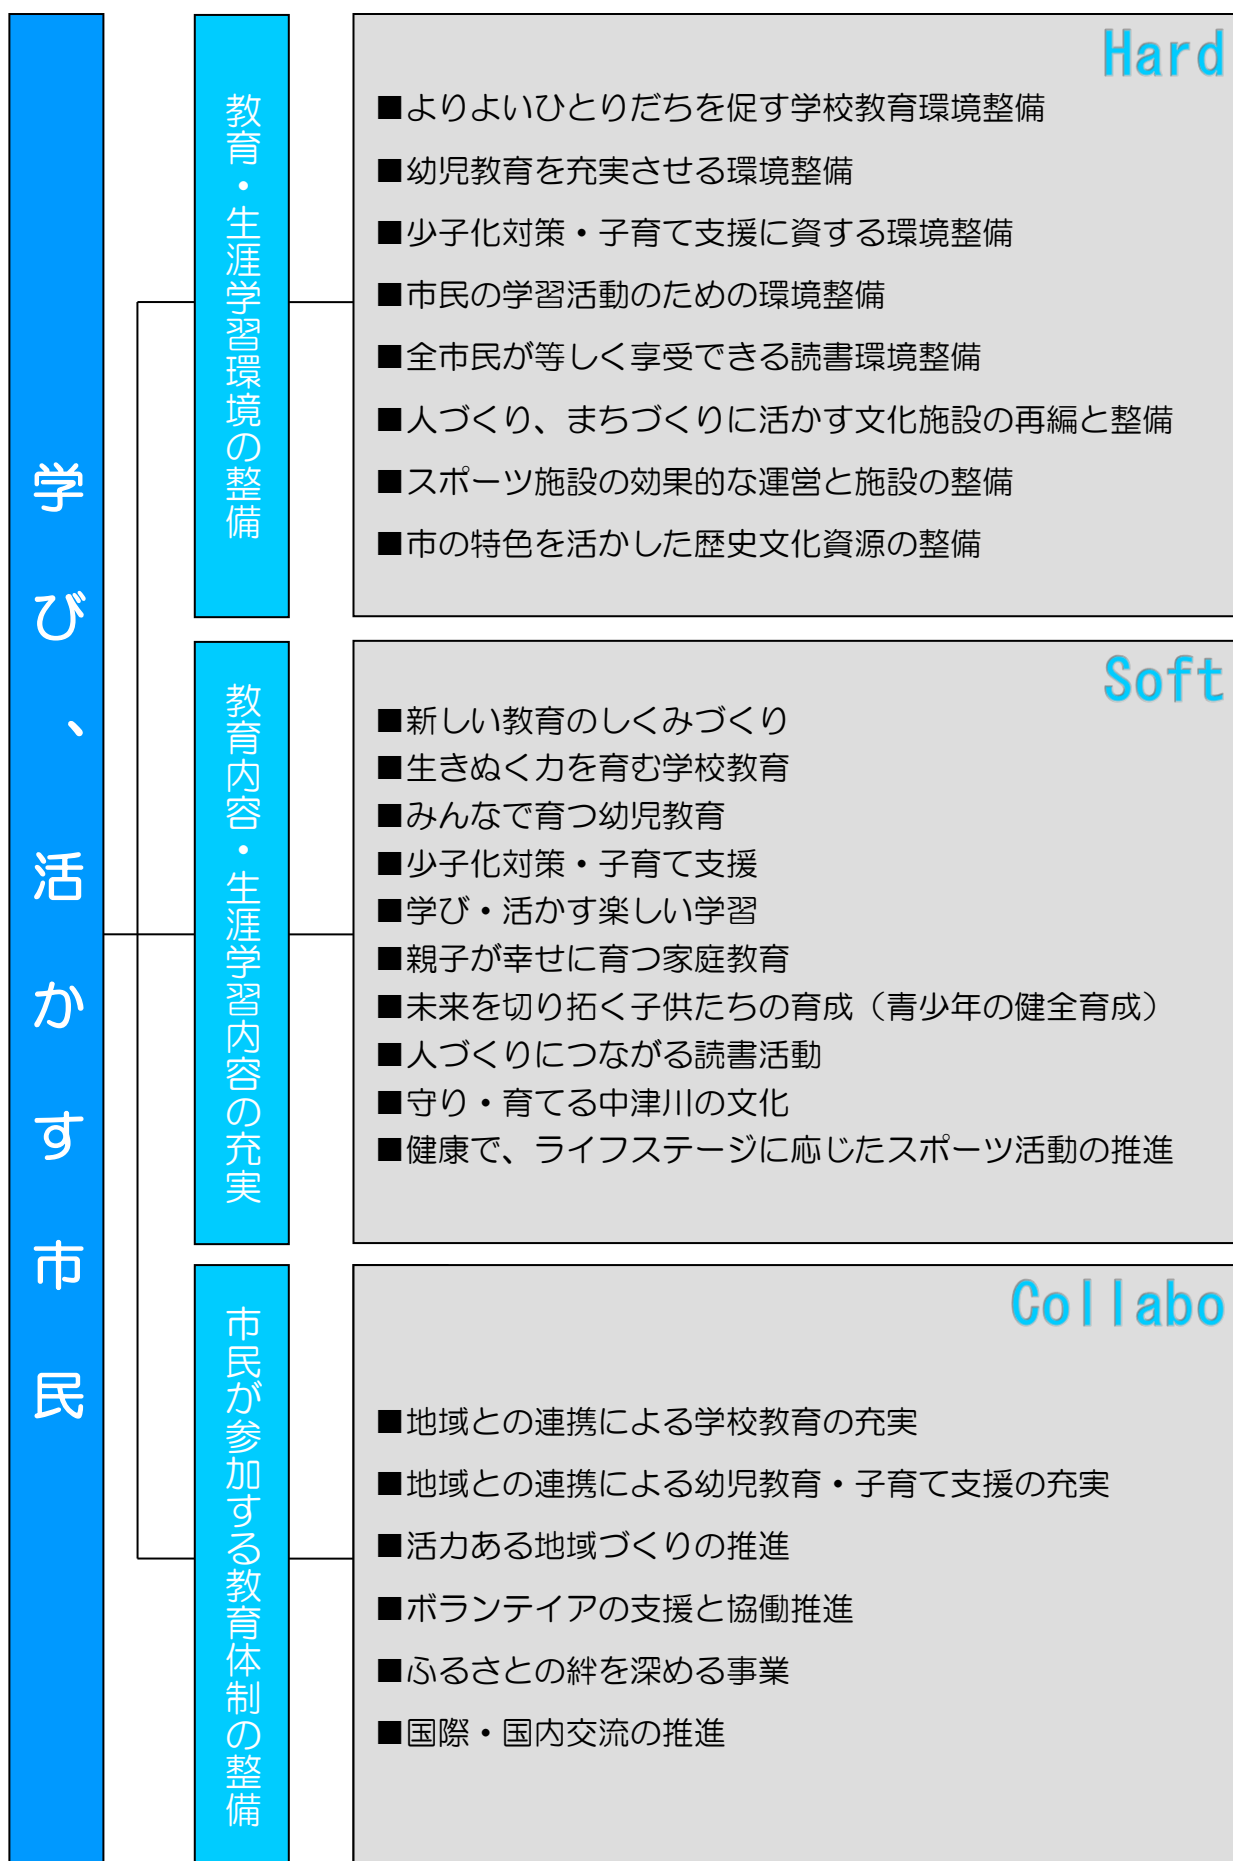 学び、活かす市民
教育・生涯学習環境の整備
Hard
■よりよいひとりだちを促す学校教育環境整備
■幼児教育を充実させる環境整備
■少子化対策・子育て支援に資する環境整備
■市民の学習活動のための環境整備
■全市民が等しく享受できる読書環境整備
■人づくり、まちづくりに活かす文化施設の再編と整備
■スポーツ施設の効果的な運営と施設の整備
■市の特色を活かした歴史文化資源の整備
教育内容・生涯学習内容の充実
Soft
■新しい教育のしくみづくり
■生きぬく力を育む学校教育
■みんなで育つ幼児教育
■少子化対策・子育て支援
■学び・活かす楽しい学習
■親子が幸せに育つ家庭教育
■未来を切り拓く子供たちの育成（青少年の健全育成）
■人づくりにつながる読書活動
■守り・育てる中津川の文化
■健康で、ライフステージに応じたスポーツ活動の推進
市民が参加する教育体制の整備
Collabo
■地域との連携による学校教育の充実
■地域との連携による幼児教育・子育て支援の充実
■活力ある地域づくりの推進
■ボランテイアの支援と協働推進
■ふるさとの絆を深める事業
■国際・国内交流の推進